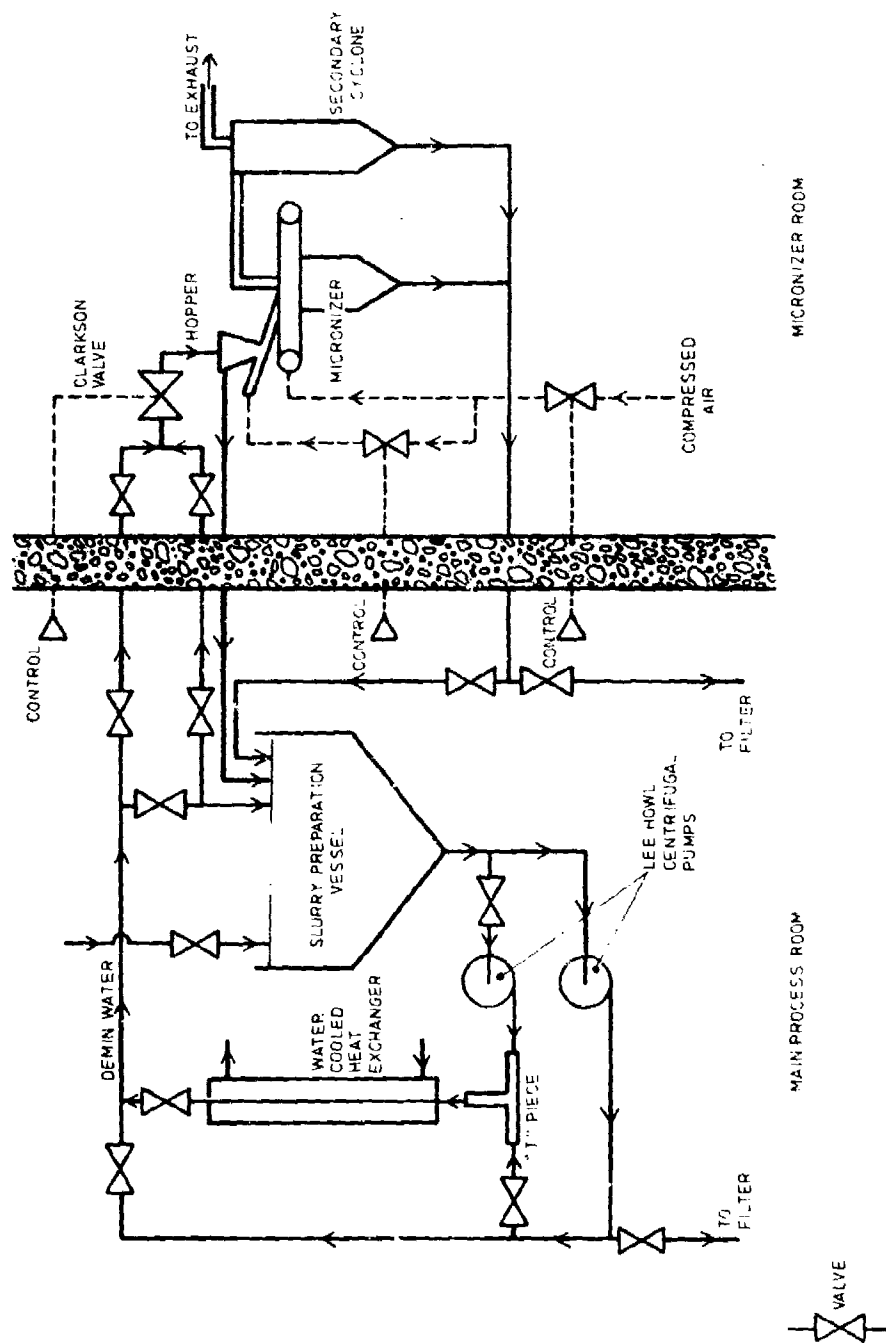 TO EXHAUST
SECONDARY
CYCLONE
CLARKSON
VALVE
HOPPER
MICRONIZER
COMPRESSED
AIR
MICRONIZER ROOM
CONTROL
CONTROL
CONTROL
TO
FILTER
DEMIN WATER
SLURRY PREPARATION
VESSEL
LEE HOWL
CENTRIFUGAL
PUMPS
WATER
COOLED
HEAT
EXCHANGER
"T" PIECE
MAIN PROCESS ROOM
TO
FILTER
VALVE